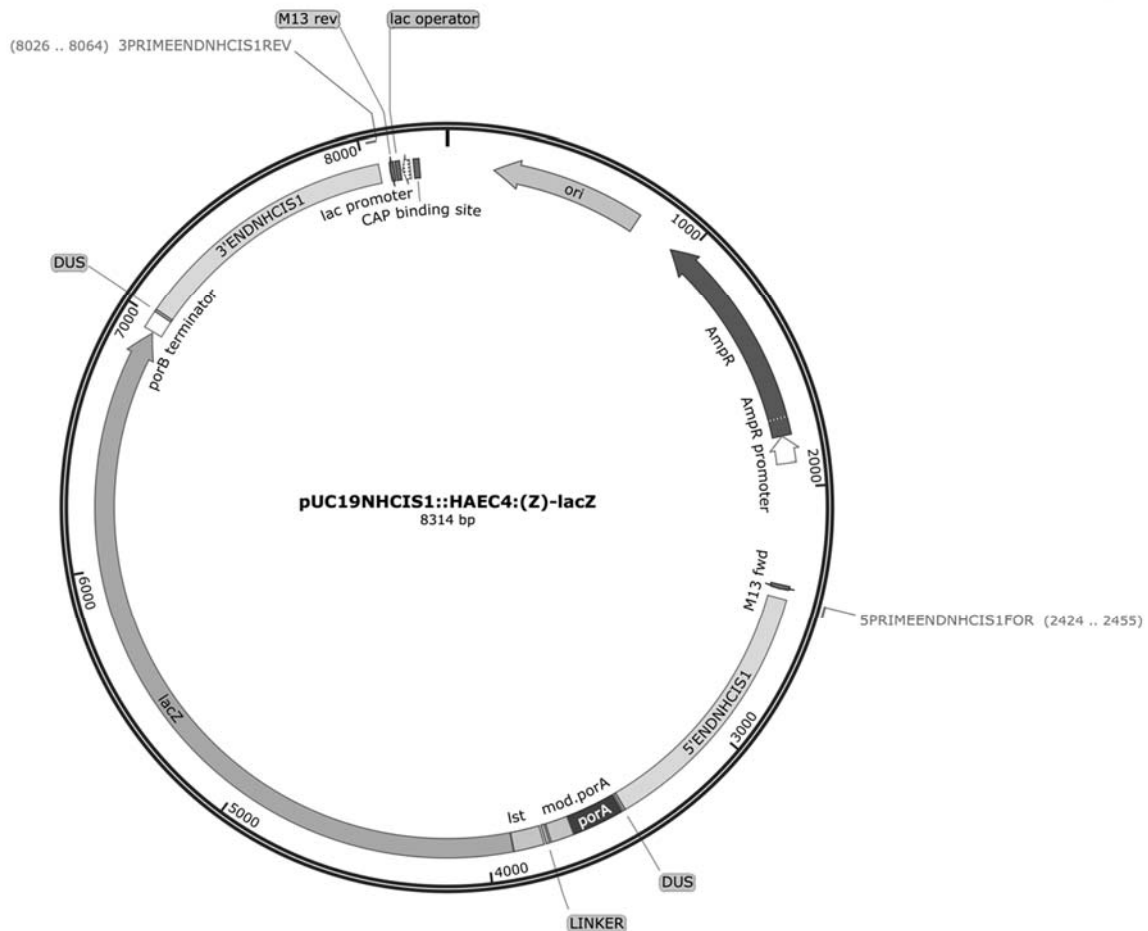 M13 rev
lac operator
(8026 .. 8064) 3PRIMEENDNHCIS1REV
8000
lac promoter
CAP binding site
ori
1000
3'ENDNHCIS1
DUS
7000
porB terminator
AmpR
AmpR promoter
2000
pUC19NHCIS1::HAEC4:(Z)-lacZ
8314 bp
M13 fwd
5PRIMEENDNHCIS1FOR (2424 .. 2455)
6000
lacZ
5'ENDNHCIS1
3000
5000
lst
mod.porA
porA
4000
DUS
LINKER